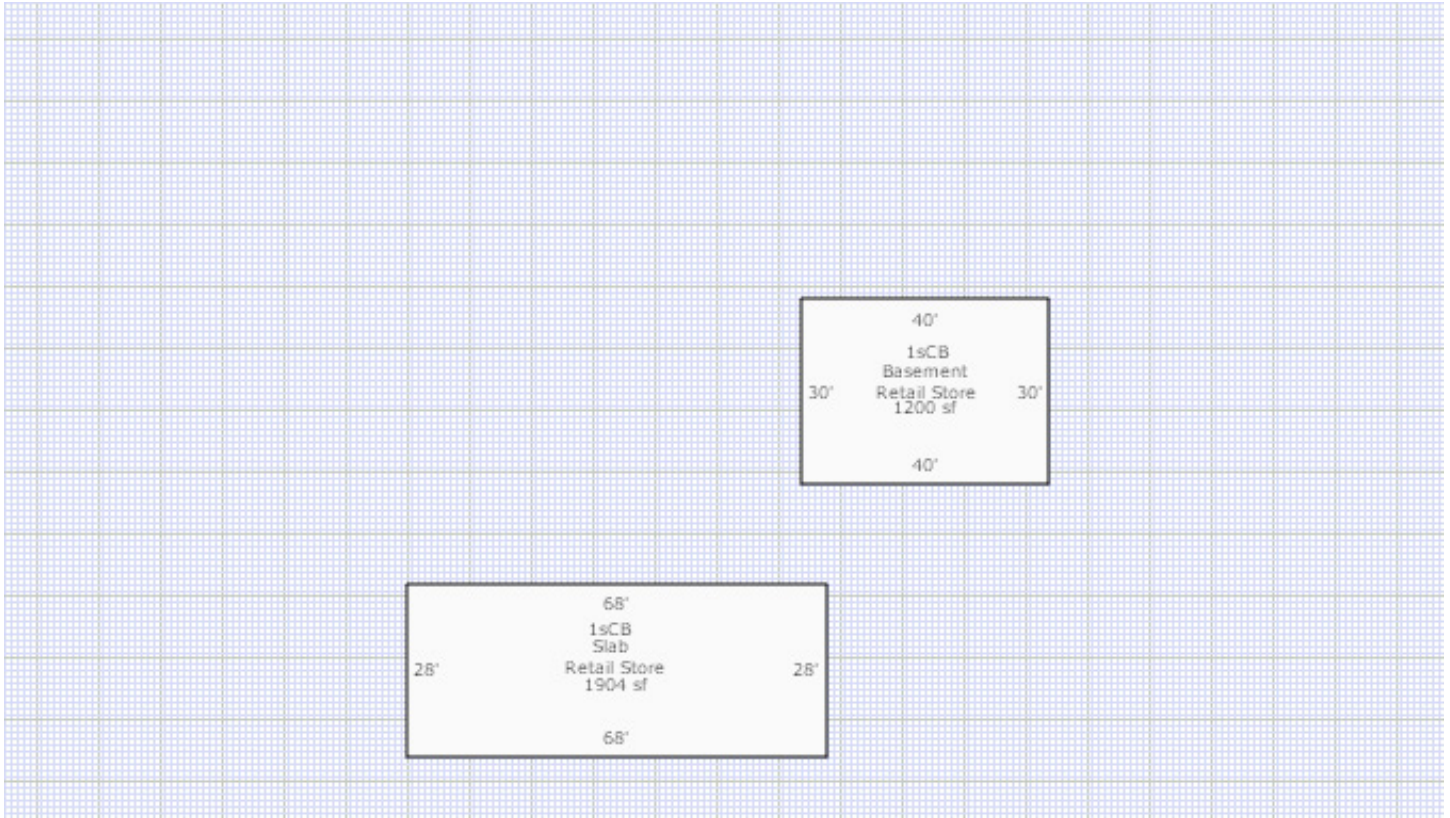 40'
1sCB
Basement
30' Retail Store 30'
1200 sf
40'
68'
1sCB
Slab
Retail Store
28' 28'
1904 sf
68'